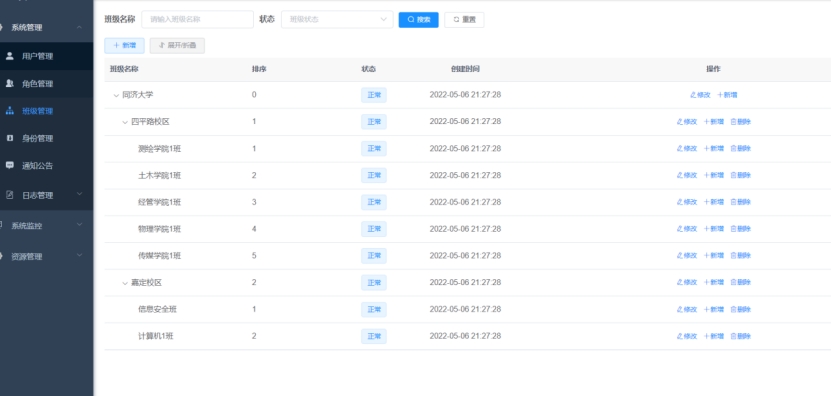 系统管理
用户管理
角色管理
班级管理
身份管理
通知公告
日志管理
系统监控
资源管理
班级名称 请输入班级名称 状态 班级状态 搜索 重置
新增 展开/折叠
班级名称 排序 状态 创建时间 操作
同济大学 0 正常 2022-05-06 21:27:28 修改 新增
四平路校区 1 正常 2022-05-06 21:27:28 修改 新增 删除
测绘学院1班 1 正常 2022-05-06 21:27:28 修改 新增 删除
土木学院1班 2 正常 2022-05-06 21:27:28 修改 新增 删除
经管学院1班 3 正常 2022-05-06 21:27:28 修改 新增 删除
物理学院1班 4 正常 2022-05-06 21:27:28 修改 新增 删除
传媒学院1班 5 正常 2022-05-06 21:27:28 修改 新增 删除
嘉定校区 2 正常 2022-05-06 21:27:28 修改 新增 删除
信息安全班 1 正常 2022-05-06 21:27:28 修改 新增 删除
计算机1班 2 正常 2022-05-06 21:27:28 修改 新增 删除